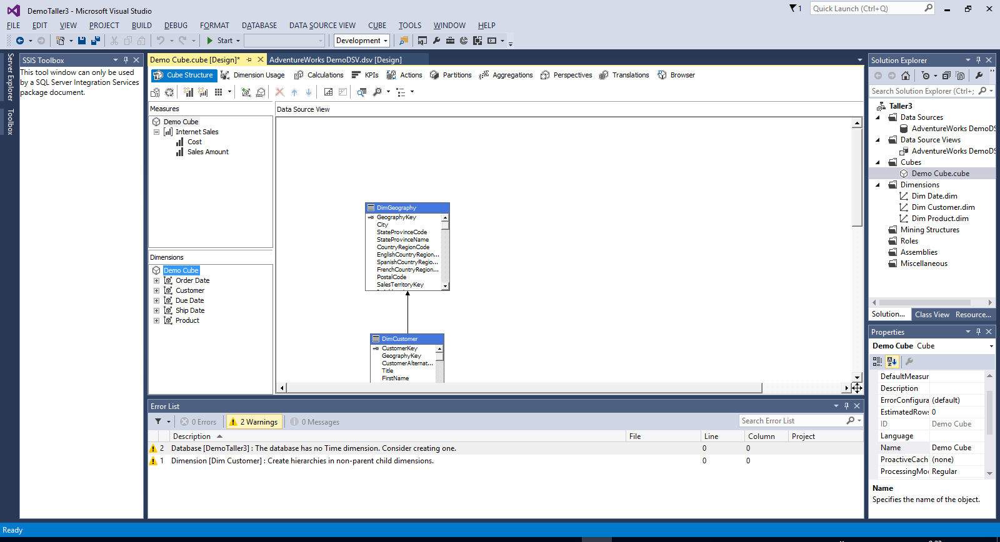 DemoTaller3 - Microsoft Visual Studio
1
Quick Launch (Ctrl+Q)
FILE EDIT VIEW PROJECT BUILD DEBUG FORMAT DATABASE DATA SOURCE VIEW CUBE TOOLS WINDOW HELP
Start
Development
Server Explorer
Toolbox
SSIS Toolbox
This tool window can only be used
by a SQL Server Integration Services
package document.
Demo Cube.cube [Design]*
AdventureWorks DemoDSV.dsv [Design]
Cube Structure
Dimension Usage
Calculations
KPIs
Actions
Partitions
Aggregations
Perspectives
Translations
Browser
Measures
Demo Cube
Internet Sales
Cost
Sales Amount
Dimensions
Demo Cube
Order Date
Customer
Due Date
Ship Date
Product
Data Source View
DimGeography
GeographyKey
City
StateProvinceCode
StateProvinceName
CountryRegionCode
EnglishCountryRegion...
SpanishCountryRegio...
FrenchCountryRegion...
PostalCode
SalesTerritoryKey
DimCustomer
CustomerKey
GeographyKey
CustomerAlternat...
Title
FirstName
Error List
0 Errors
2 Warnings
0 Messages
Search Error List
Description File Line Column Project
2 Database [DemoTaller3] : The database has no Time dimension. Consider creating one. 0 0
1 Dimension [Dim Customer] : Create hierarchies in non-parent child dimensions. 0 0
Solution Explorer
Search Solution Explorer (Ctrl+;
Taller3
Data Sources
AdventureWorks DemoDS
Data Source Views
AdventureWorks DemoDS
Cubes
Demo Cube.cube
Dimensions
Dim Date.dim
Dim Customer.dim
Dim Product.dim
Mining Structures
Roles
Assemblies
Miscellaneous
Solution... Class View Resource...
Properties
Demo Cube Cube
DefaultMeasur
Description
ErrorConfigura (default)
EstimatedRows 0
ID Demo Cube
Language
Name Demo Cube
ProactiveCach (none)
ProcessingMo Regular
Name
Specifies the name of the object.
Ready